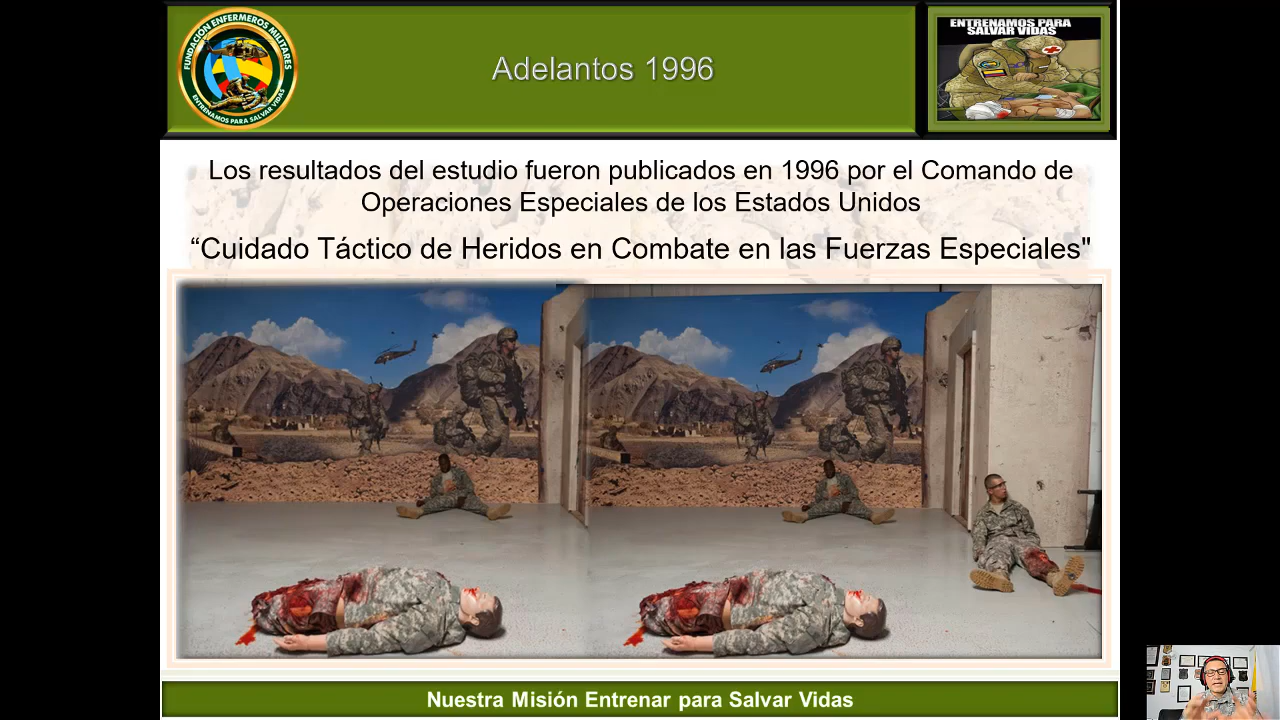 FUNDACIÓN ENFERMEROS MILITARES
ENTRENAMOS PARA SALVAR VIDAS
Adelantos 1996
ENTRENAMOS PARA
SALVAR VIDAS
Los resultados del estudio fueron publicados en 1996 por el Comando de
Operaciones Especiales de los Estados Unidos
“Cuidado Táctico de Heridos en Combate en las Fuerzas Especiales"
Nuestra Misión Entrenar para Salvar Vidas